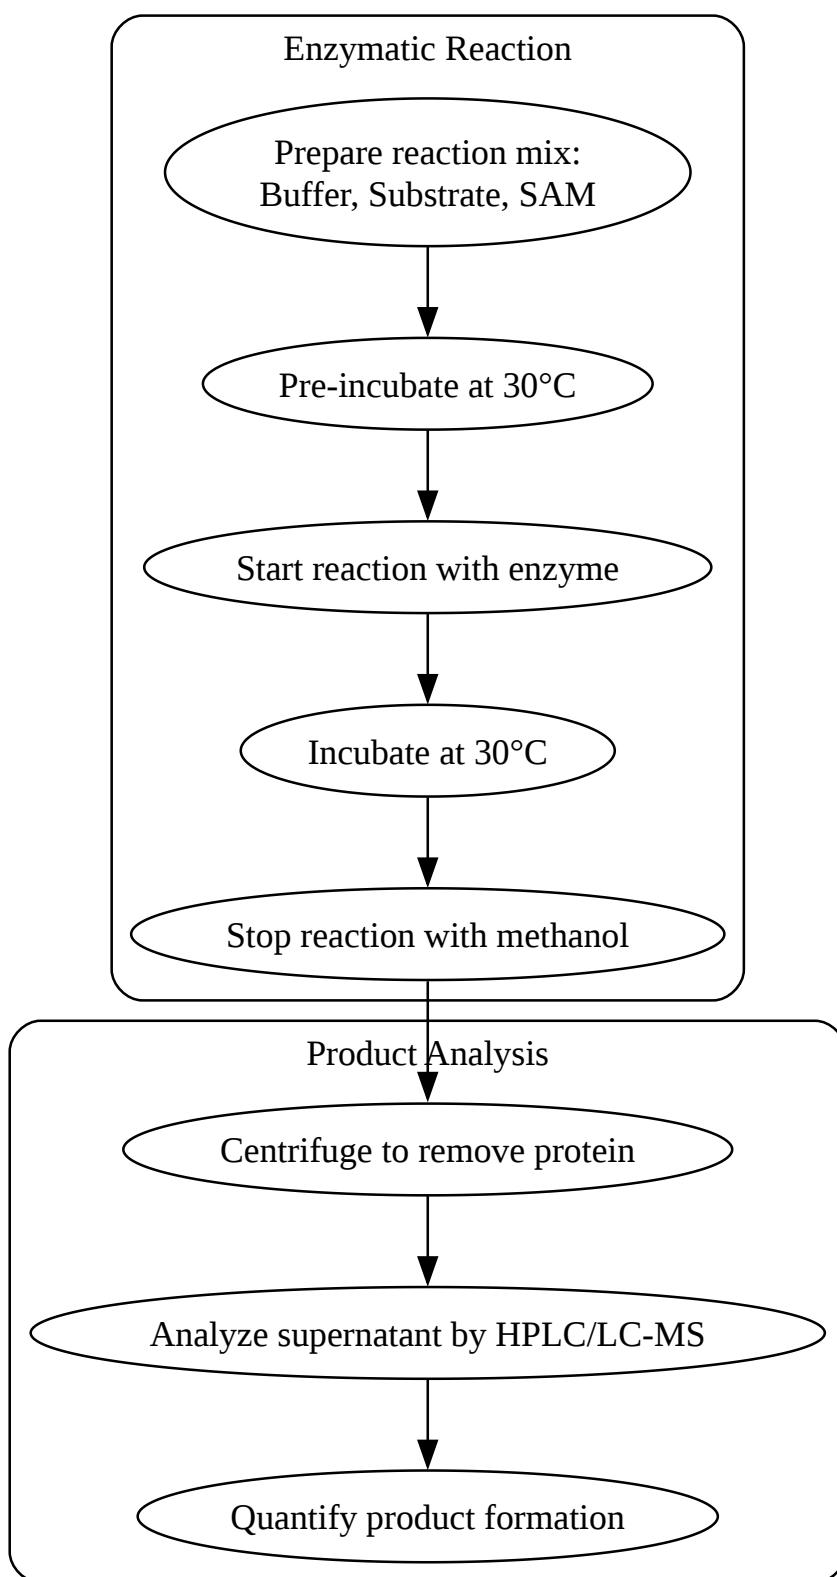 Enzymatic Reaction
Prepare reaction mix:
Buffer, Substrate, SAM
Pre-incubate at 30°C
Start reaction with enzyme
Incubate at 30°C
Stop reaction with methanol
Product Analysis
Centrifuge to remove protein
Analyze supernatant by HPLC/LC-MS
Quantify product formation